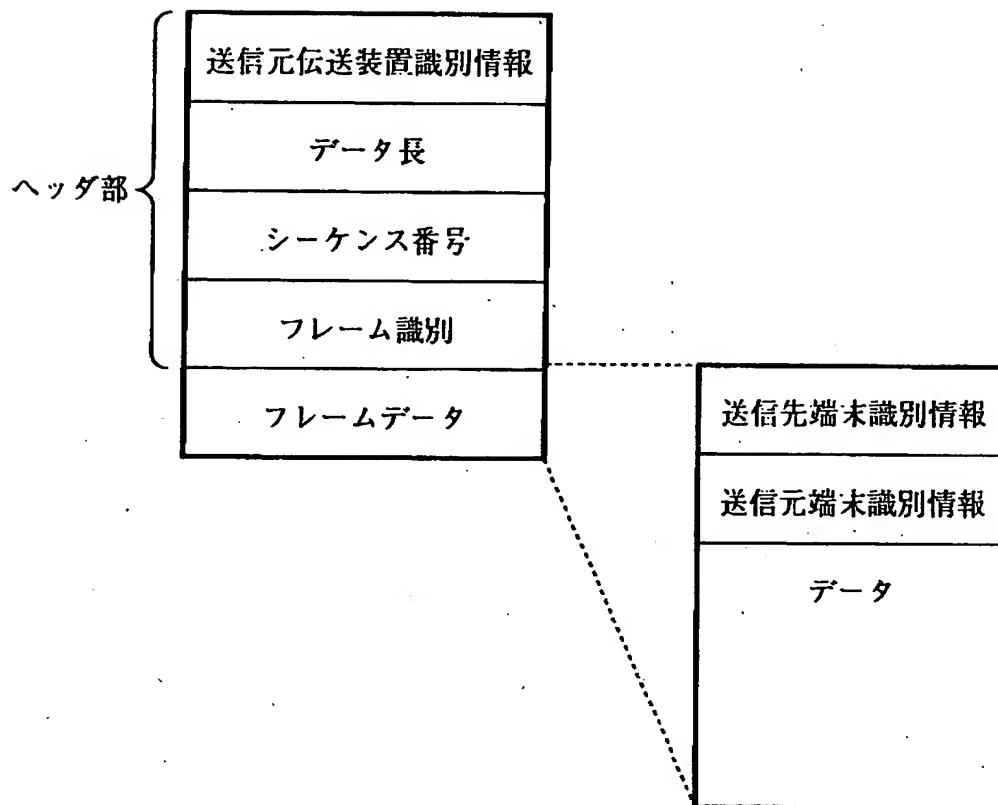 送信元伝送装置識別情報
データ長
ヘッダ部
シーケンス番号
フレーム識別
フレームデータ
送信先端末識別情報
送信元端末識別情報
データ